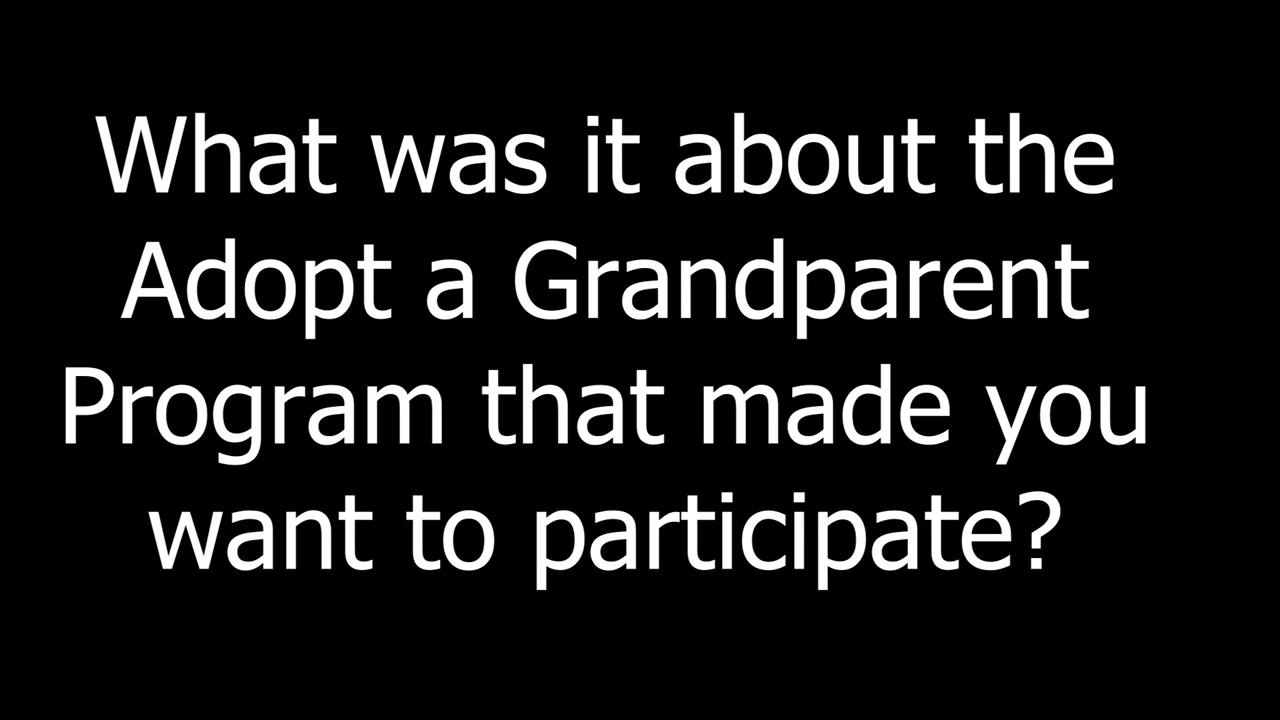 What was it about the
Adopt a Grandparent
Program that made you
want to participate?